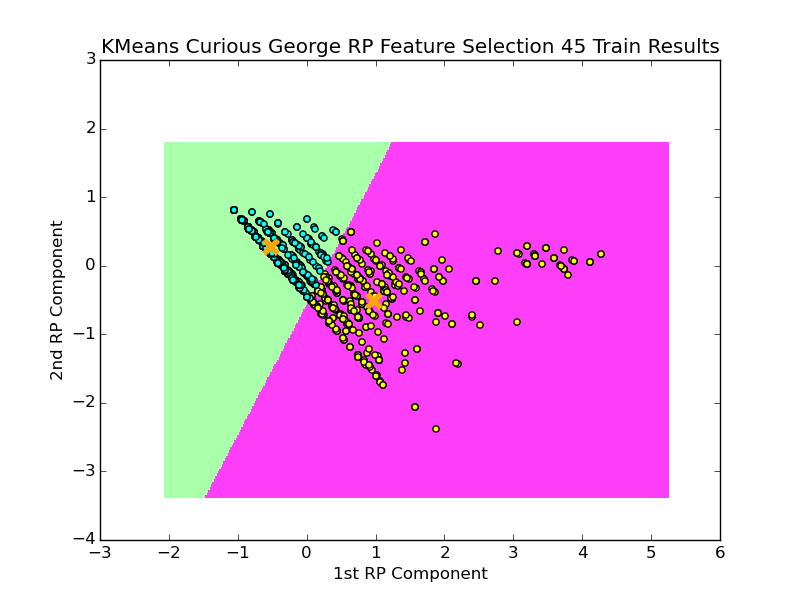 KMeans Curious George RP Feature Selection 45 Train Results
3
2
1
0
−1
−2
−3
−4
2nd RP Component
−3 −2 −1 0 1 2 3 4 5 6
1st RP Component